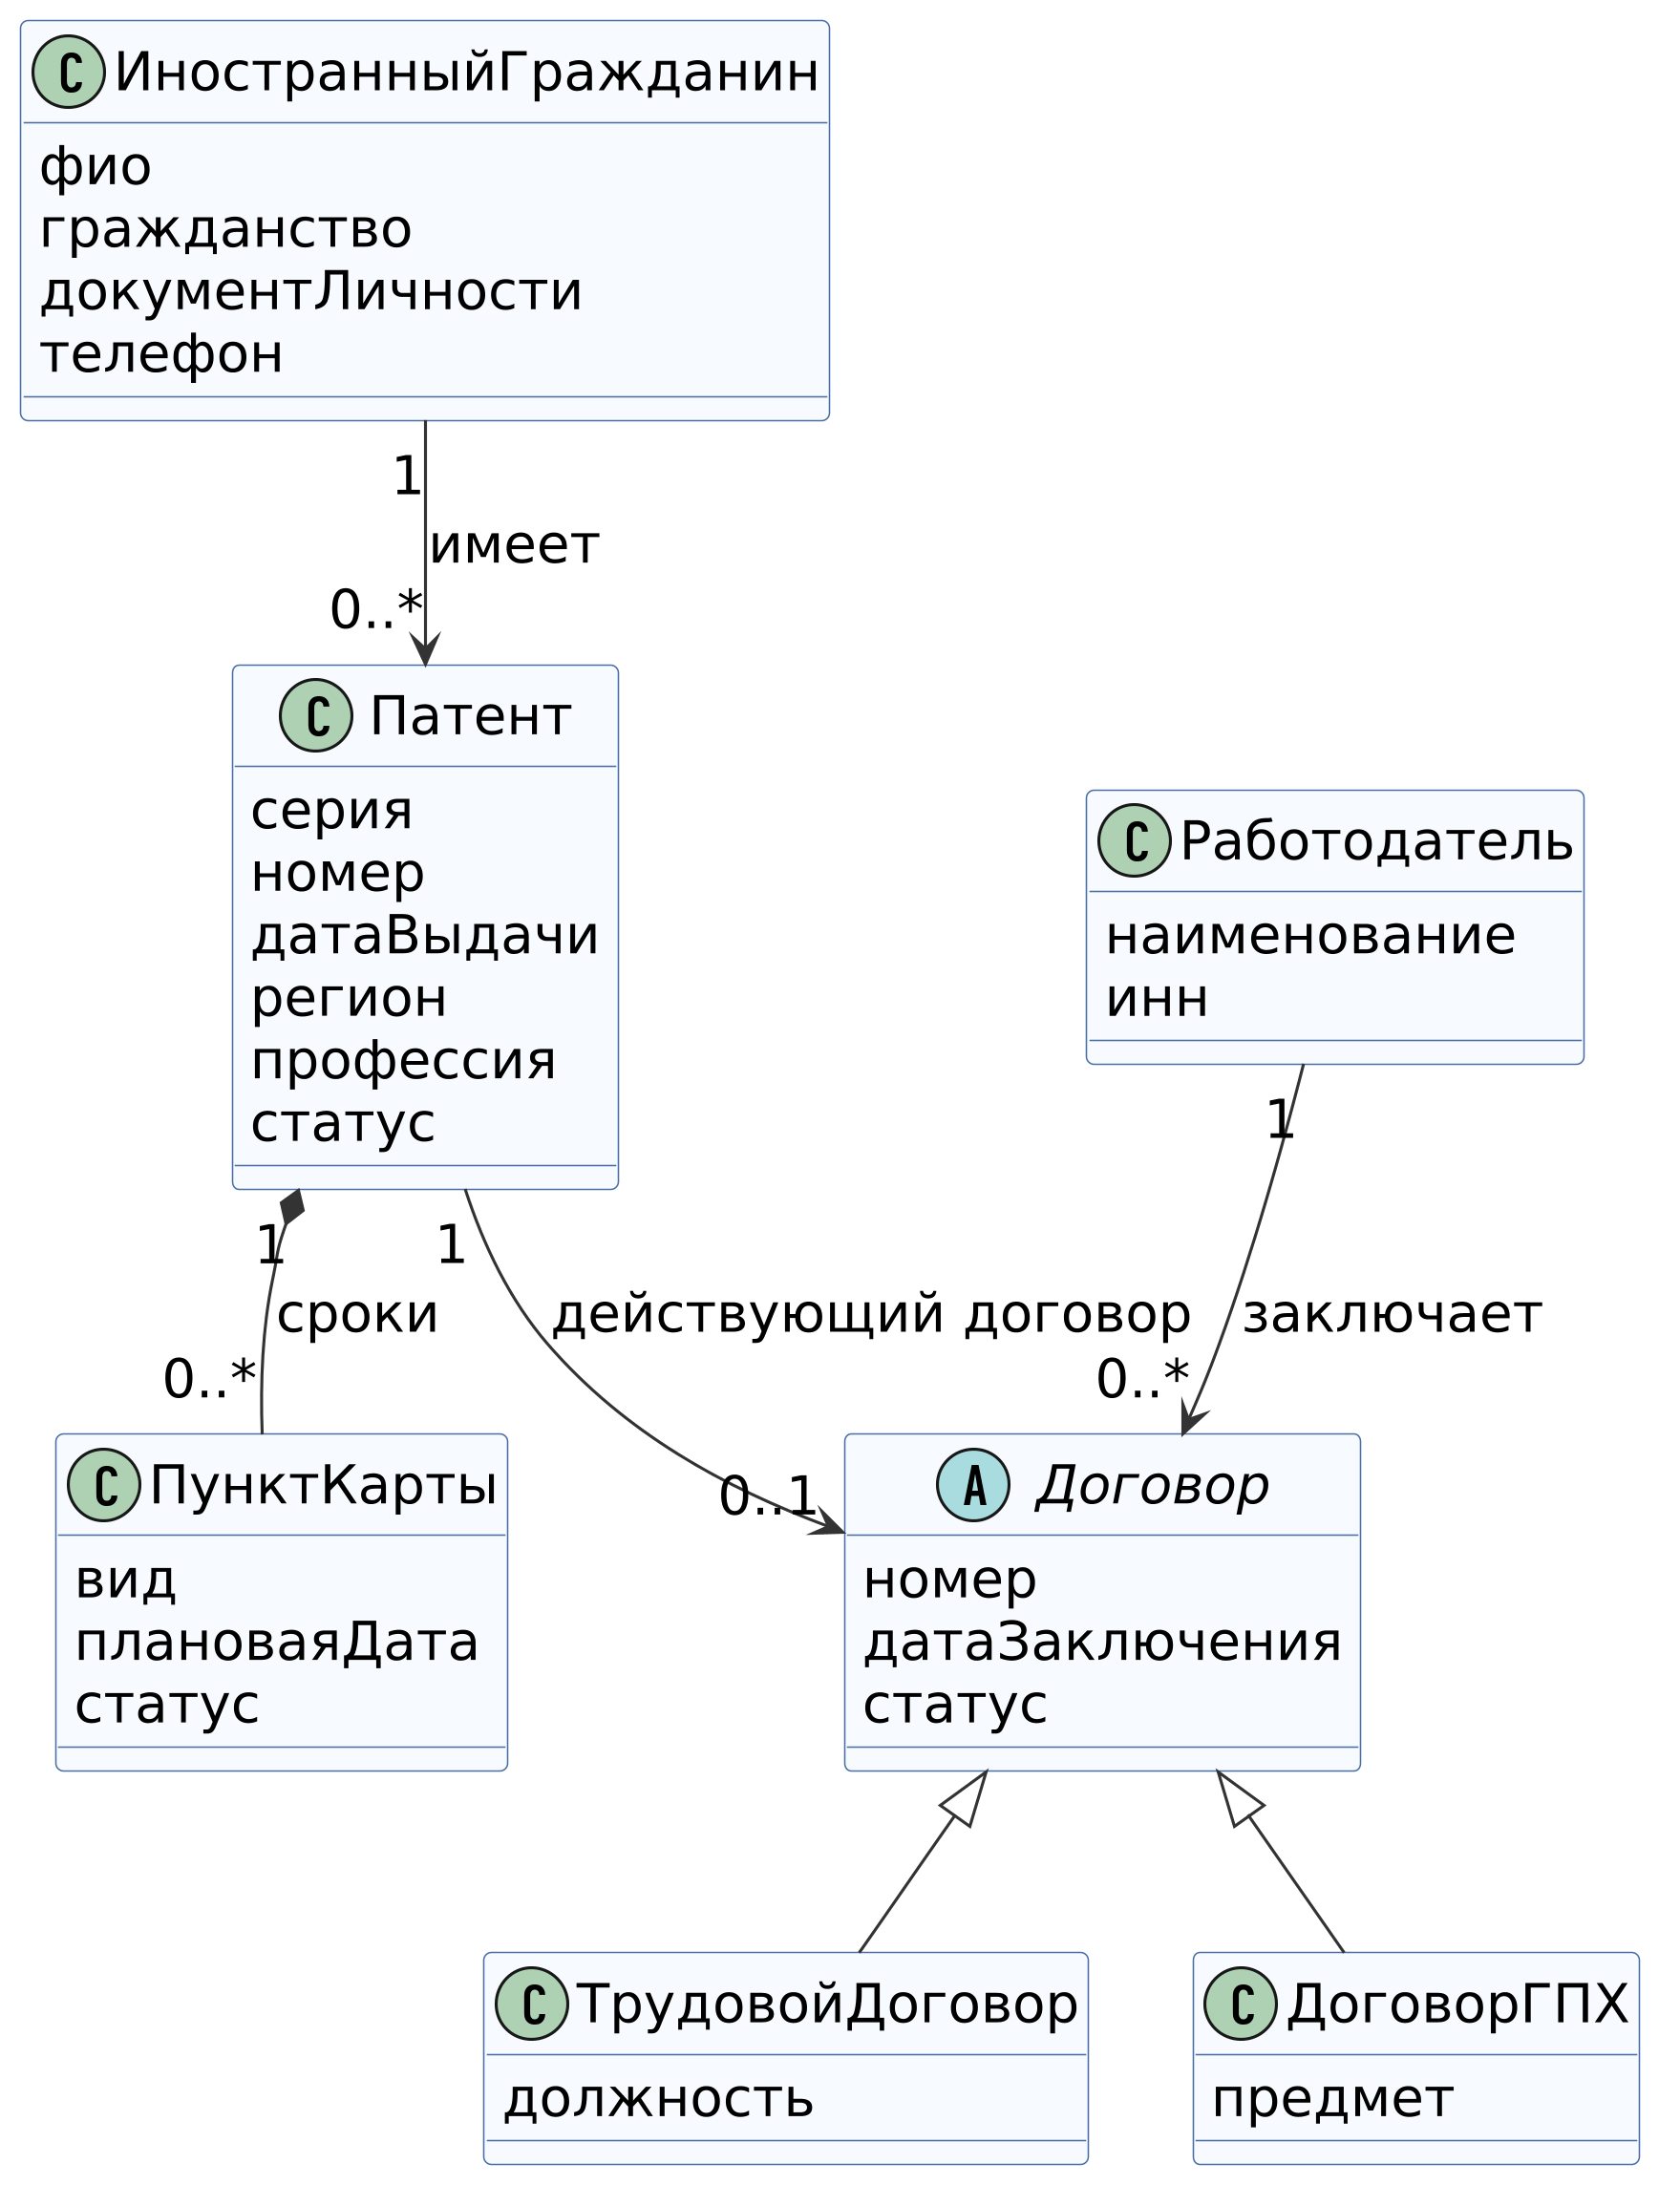 C ИностранныйГражданин
фио
гражданство
документЛичности
телефон
1
имеет
0..*
C Патент
серия
номер
датаВыдачи
регион
профессия
статус
C Работодатель
наименование
инн
1
1
1
сроки
действующий договор
заключает
0..*
0..*
0..1
C ПунктКарты
вид
плановаяДата
статус
A Договор
номер
датаЗаключения
статус
C ТрудовойДоговор
должность
C ДоговорГПХ
предмет